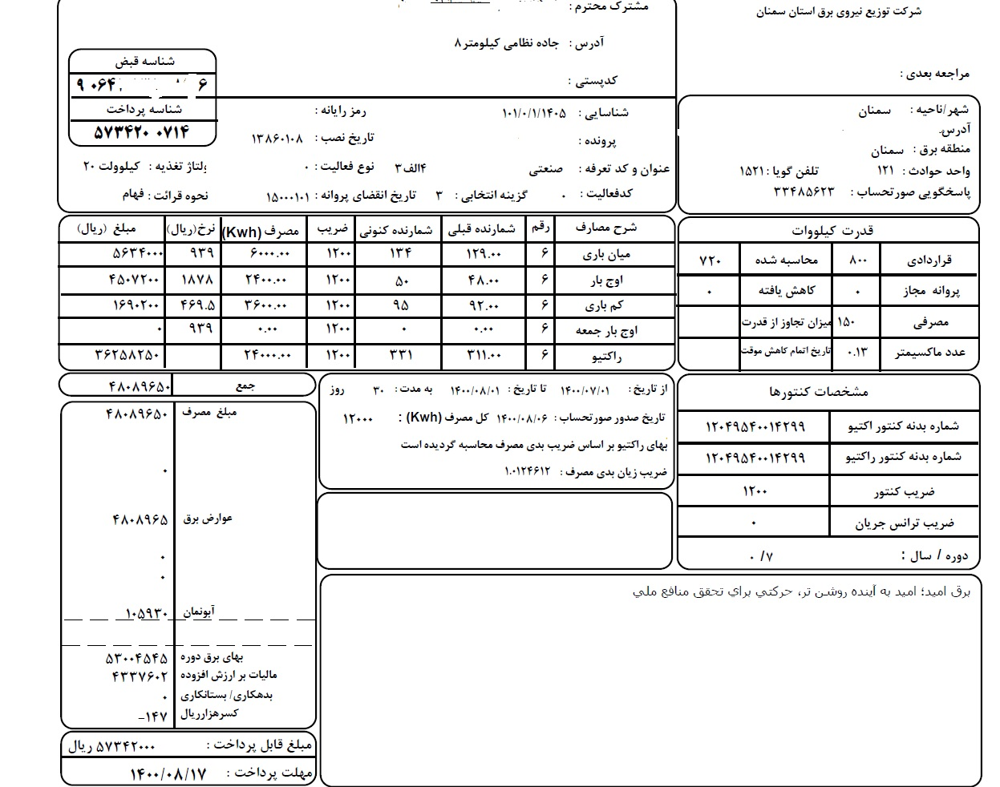 شرکت توزیع نیروی برق استان سمنان
مراجعه بعدی :
شهر/ناحیه : سمنان
آدرس
منطقه برق : سمنان
واحد حوادث : ۱۲۱ تلفن گویا : ۱۵۲۱
پاسخگویی صورتحساب : ۳۳۴۸۵۶۲۳
مشترک محترم :
آدرس : جاده نظامی کیلومتر ۸
کدپستی :
شناسایی : ۱۰۱/۰/۱/۱۴۰۵ رمز رایانه :
پرونده : تاریخ نصب : ۱۳۸۶۰۱۰۸
عنوان و کد تعرفه : صنعتی ۴الف۳ نوع فعالیت : ۰ ولتاژ تغذیه : کیلوولت ۲۰
کدفعالیت : ۰ گزینه انتخابی : ۳ تاریخ انقضای پروانه : ۱۵۰۰۰۱۰۱ نحوه قرائت : فهام
شناسه قبض
شناسه پرداخت
۵۷۳۴۲۰ ۰۷۱۴
قدرت کیلووات
قراردادی ۸۰۰ محاسبه شده ۷۲۰
پروانه مجاز ۰ کاهش یافته ۰
مصرفی ۱۵۰ میزان تجاوز از قدرت
عدد ماکسیمتر ۰.۱۳ تاریخ اتمام کاهش موقت
شرح مصارف رقم شمارنده قبلی شمارنده کنونی ضریب مصرف (Kwh) نرخ(ریال) مبلغ (ریال)
میان باری ۶ ۱۲۹.۰۰ ۱۳۴ ۱۲۰۰ ۶۰۰۰.۰۰ ۹۳۹ ۵۶۳۴۰۰۰
اوج بار ۶ ۴۸.۰۰ ۵۰ ۱۲۰۰ ۲۴۰۰.۰۰ ۱۸۷۸ ۴۵۰۷۲۰۰
کم باری ۶ ۹۲.۰۰ ۹۵ ۱۲۰۰ ۳۶۰۰.۰۰ ۴۶۹.۵ ۱۶۹۰۲۰۰
اوج بار جمعه ۶ ۰.۰۰ ۰ ۱۲۰۰ ۰.۰۰ ۹۳۹ ۰
راکتیو ۶ ۳۱۱.۰۰ ۳۳۱ ۱۲۰۰ ۲۴۰۰۰.۰۰ ۳۶۲۵۸۲۵۰
جمع ۴۸۰۸۹۶۵۰
مشخصات کنتورها
شماره بدنه کنتور اکتیو ۱۲۰۴۹۵۴۰۰۱۴۲۹۹
شماره بدنه کنتور راکتیو ۱۲۰۴۹۵۴۰۰۱۴۲۹۹
ضریب کنتور ۱۲۰۰
ضریب ترانس جریان ۰
دوره / سال : ۰ /۷
از تاریخ : ۱۴۰۰/۰۷/۰۱ تا تاریخ : ۱۴۰۰/۰۸/۰۱ به مدت : ۳۰ روز
تاریخ صدور صورتحساب : ۱۴۰۰/۰۸/۰۶ کل مصرف (Kwh) : ۱۲۰۰۰
بهای راکتیو بر اساس ضریب بدی مصرف محاسبه گردیده است
ضریب زیان بدی مصرف : ۱.۰۱۲۴۶۱۲
مبلغ مصرف ۴۸۰۸۹۶۵۰
۰
عوارض برق ۴۸۰۸۹۶۵
۰
۰
آبونمان ۱۰۵۹۳۰
بهای برق دوره ۵۳۰۰۴۵۴۵
مالیات بر ارزش افزوده ۴۳۳۷۶۰۲
بدهکاری/ بستانکاری ۰
کسرهزارریال ۱۴۷-
مبلغ قابل پرداخت : ۵۷۳۴۲۰۰۰ ریال
مهلت پرداخت : ۱۴۰۰/۰۸/۱۷
برق امید؛ امید به آینده روشن تر، حرکتي براي تحقق منافع ملي